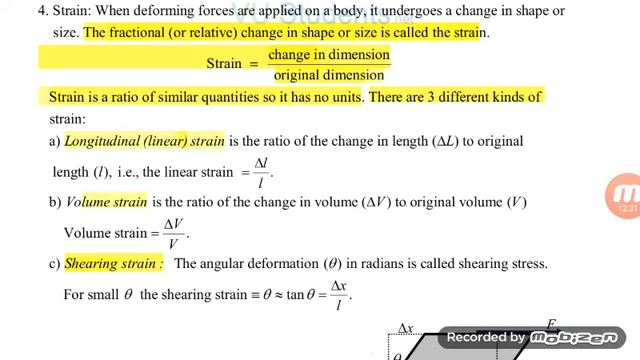 VU Students.net
4. Strain: When deforming forces are applied on a body, it undergoes a change in shape or
size. The fractional (or relative) change in shape or size is called the strain.
Strain = change in dimension / original dimension
Strain is a ratio of similar quantities so it has no units. There are 3 different kinds of
strain:
a) Longitudinal (linear) strain is the ratio of the change in length (ΔL) to original
length (l), i.e., the linear strain = Δl / l.
b) Volume strain is the ratio of the change in volume (ΔV) to original volume (V)
Volume strain = ΔV / V.
c) Shearing strain : The angular deformation (θ) in radians is called shearing stress.
For small θ the shearing strain ≡ θ ≈ tan θ = Δx / l.
12:31
Δx
F
θ
Recorded by mobizen